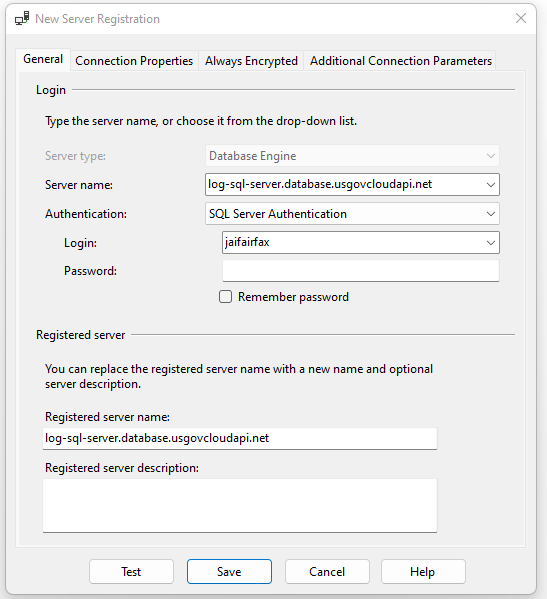 New Server Registration
General
Connection Properties
Always Encrypted
Additional Connection Parameters
Login
Type the server name, or choose it from the drop-down list.
Server type: Database Engine
Server name: log-sql-server.database.usgovcloudapi.net
Authentication: SQL Server Authentication
Login: jaifairfax
Password:
Remember password
Registered server
You can replace the registered server name with a new name and optional
server description.
Registered server name:
log-sql-server.database.usgovcloudapi.net
Registered server description:
Test
Save
Cancel
Help